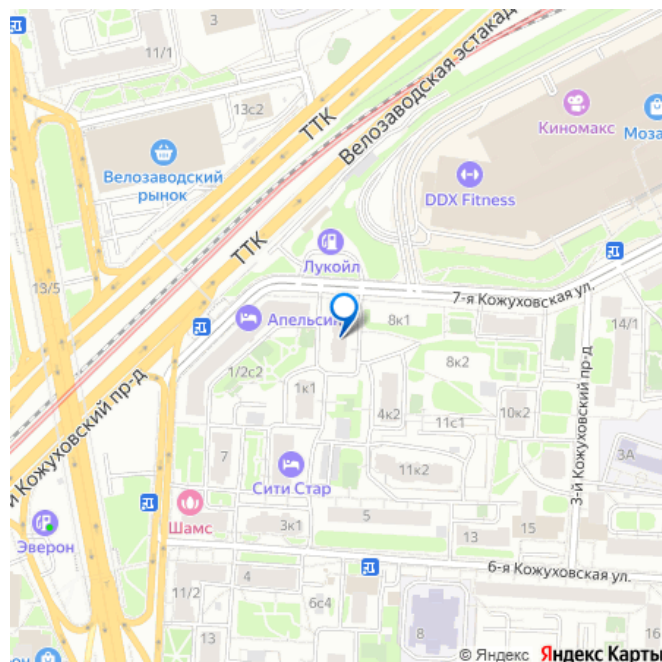 3
11/1
13с2
ТТК
Велозаводская эстакад
Киномакс
Моза
Велозаводский
рынок
DDX Fitness
ТТК
Лукойл
13/5
7-я Кожуховская ул.
Апельсин
8к1
14/1
1/2с2
8к2
3-й Кожуховский пр-д
й Кожуховский пр-д
1к1
4к2
10к2
11с1
7
3А
Сити Стар
11к2
Шамс
3к1
5
15
Эверон
13
6-я Кожуховская ул.
4
11/2
6с4
13
8
16
он
© Яндекс Яндекс Карты